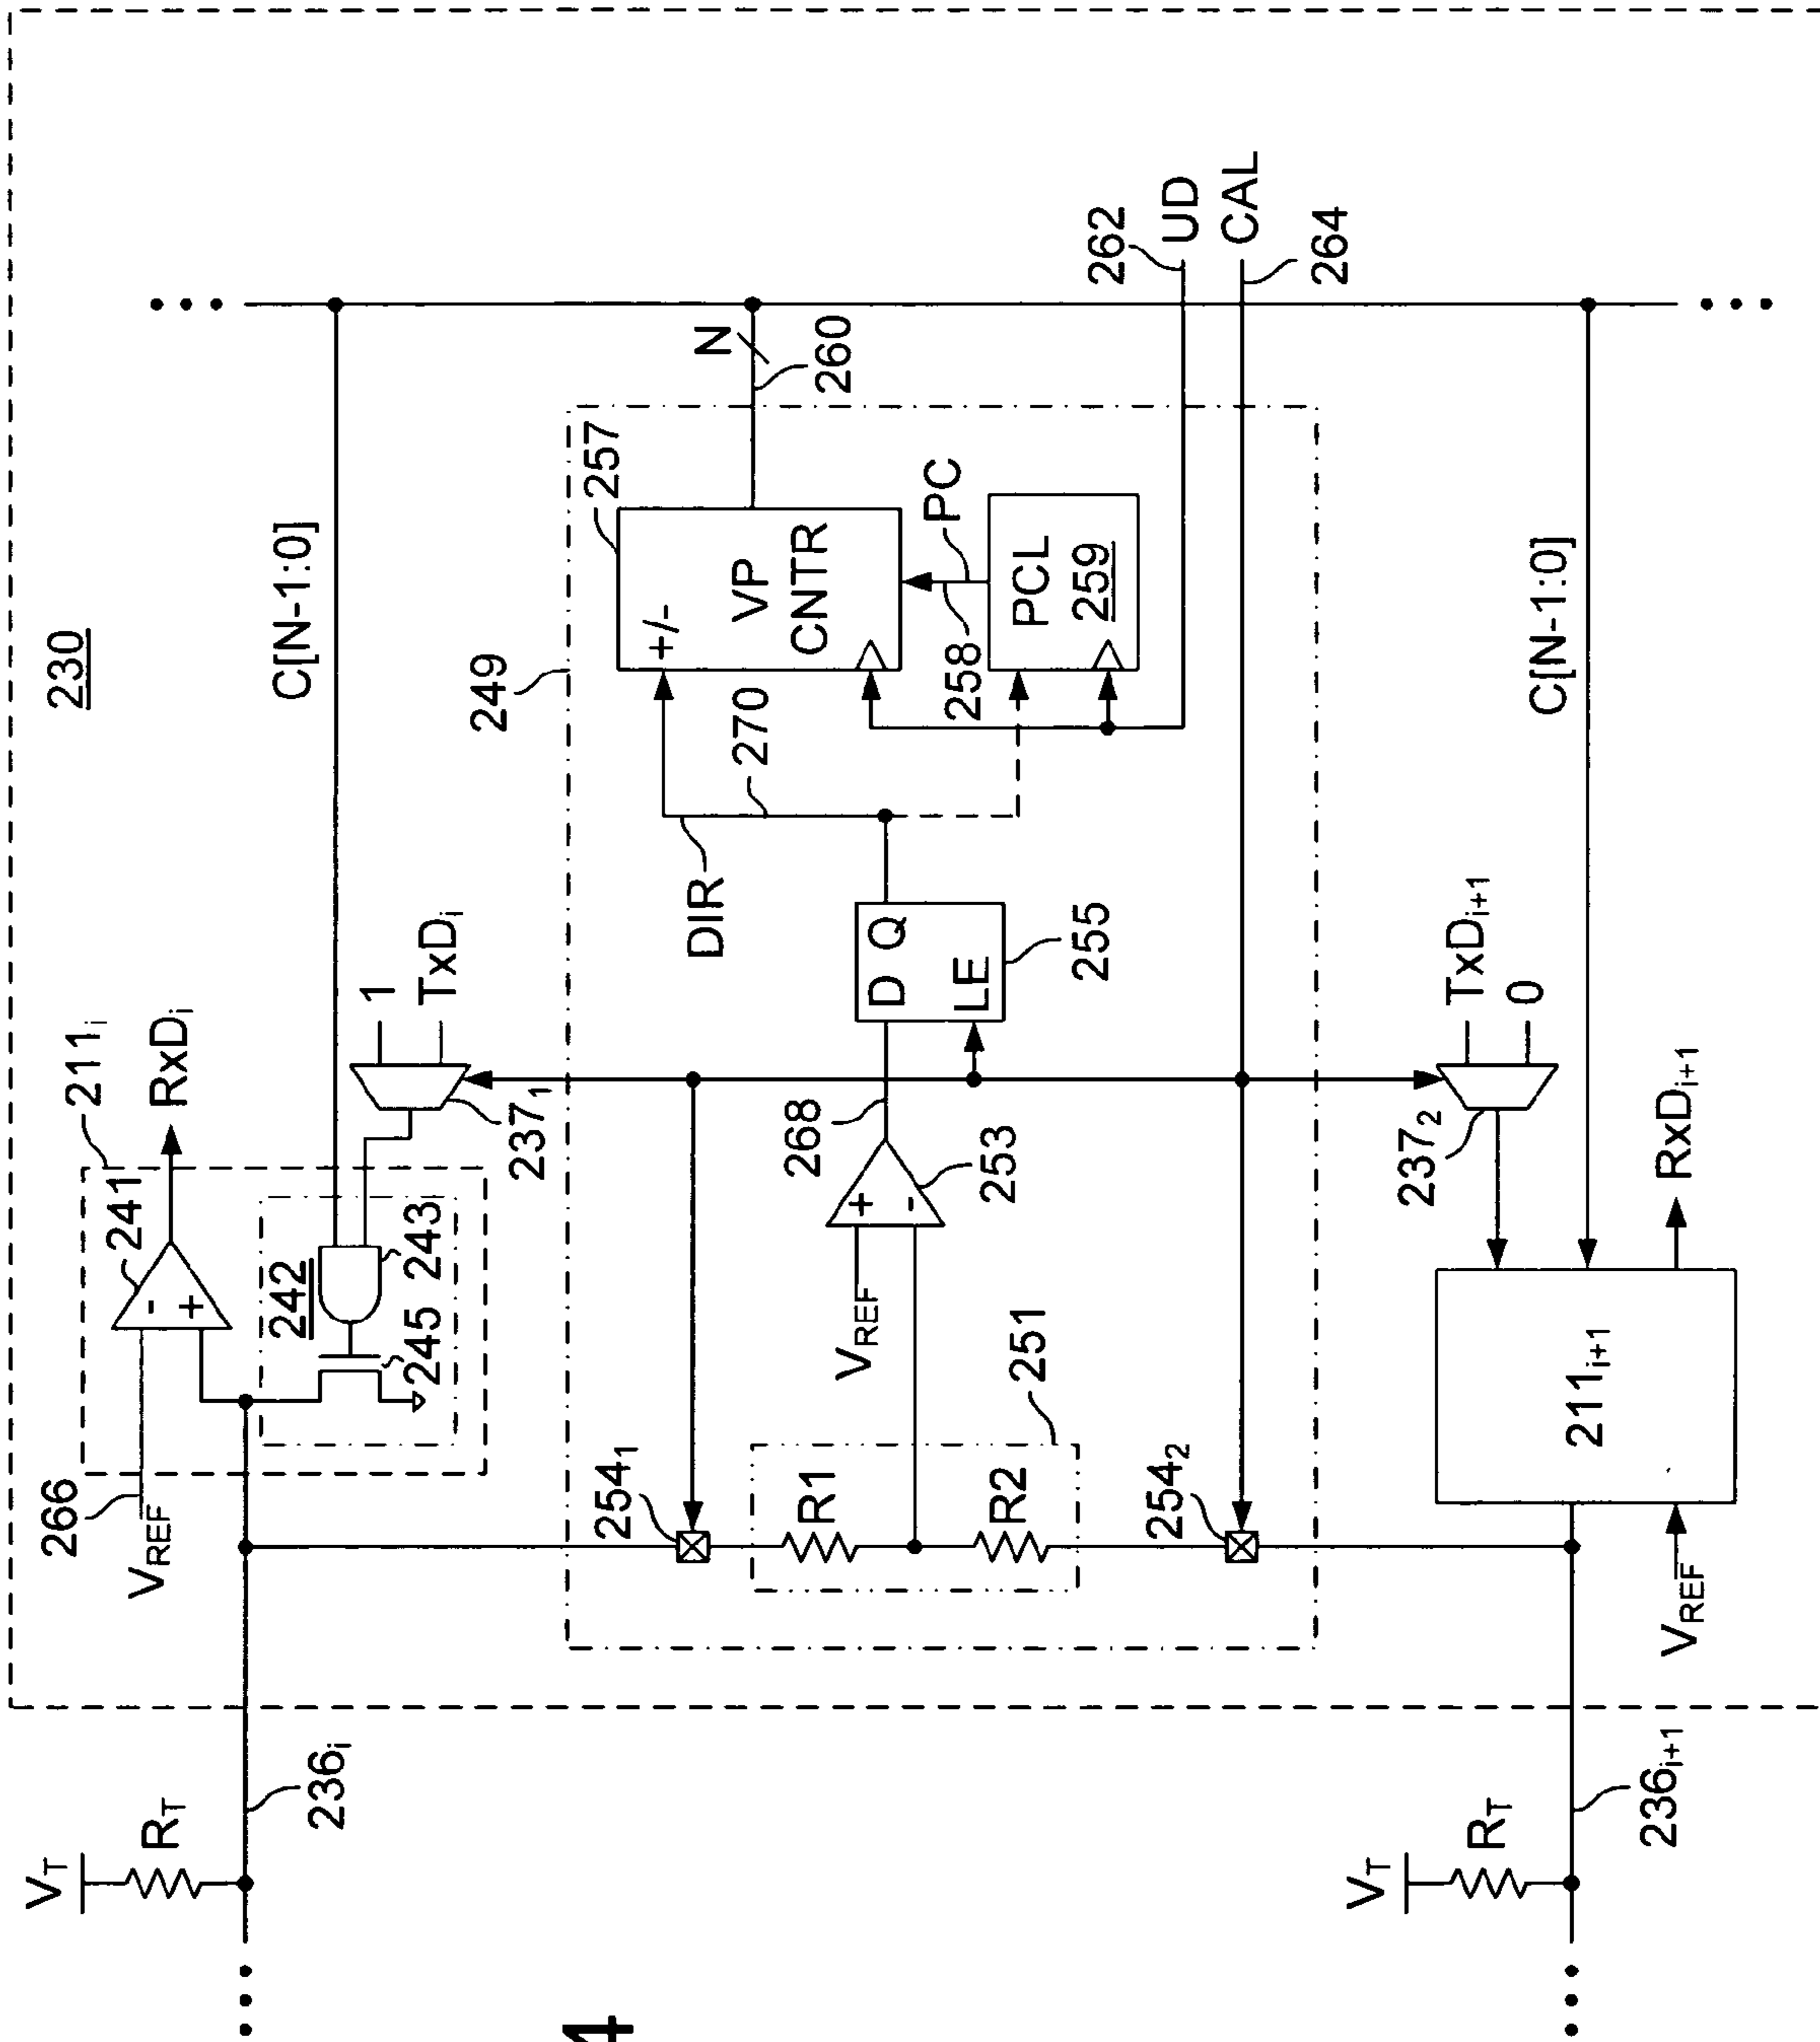 230
211i
RxDi
241
-
+
266
VREF
242
243
245
1
TxDi
2371
C[N-1:0]
VT
RT
236i
249
257
+/-
VP
CNTR
N
260
PC
258
PCL
259
270
DIR
D Q
LE
255
268
253
+
-
VREF
251
2541
R1
R2
2542
262
UD
CAL
264
C[N-1:0]
TxDi+1
0
2372
RxDi+1
211i+1
VREF
VT
RT
236i+1
4